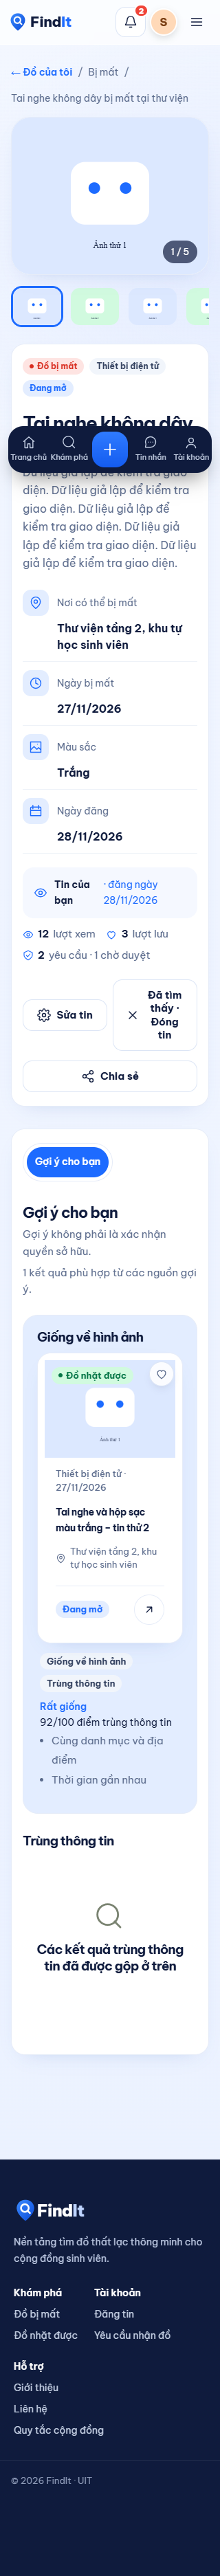 FindIt
2
S
← Đồ của tôi / Bị mất /
Tai nghe không dây bị mất tại thư viện
Ảnh thứ 1
1 / 5
Đồ bị mất
Thiết bị điện tử
Đang mở
Tai nghe không dây
Trang chủ
Khám phá
Tin nhắn
Tài khoản
Dữ liệu giả lập để kiểm tra
giao diện. Dữ liệu giả lập để kiểm tra
giao diện. Dữ liệu giả lập để kiểm tra
giao diện. Dữ liệu giả lập để kiểm tra
giao diện. Dữ liệu giả lập để kiểm tra
giao diện.
Nơi có thể bị mất
Thư viện tầng 2, khu tự
học sinh viên
Ngày bị mất
27/11/2026
Màu sắc
Trắng
Ngày đăng
28/11/2026
Tin của
bạn
· đăng ngày
28/11/2026
12 lượt xem
3 lượt lưu
2 yêu cầu · 1 chờ duyệt
Sửa tin
Đã tìm
thấy ·
Đóng
tin
Chia sẻ
Gợi ý cho bạn
Gợi ý cho bạn
Gợi ý không phải là xác nhận
quyền sở hữu.
1 kết quả phù hợp từ các nguồn gợi
ý.
Giống về hình ảnh
Đồ nhặt được
Ảnh thứ 1
Thiết bị điện tử ·
27/11/2026
Tai nghe và hộp sạc
màu trắng – tin thử 2
Thư viện tầng 2, khu
tự học sinh viên
Đang mở
Giống về hình ảnh
Trùng thông tin
Rất giống
92/100 điểm trùng thông tin
Cùng danh mục và địa
điểm
Thời gian gần nhau
Trùng thông tin
Các kết quả trùng thông
tin đã được gộp ở trên
FindIt
Nền tảng tìm đồ thất lạc thông minh cho
cộng đồng sinh viên.
Khám phá
Tài khoản
Đồ bị mất
Đăng tin
Đồ nhặt được
Yêu cầu nhận đồ
Hỗ trợ
Giới thiệu
Liên hệ
Quy tắc cộng đồng
© 2026 FindIt · UIT